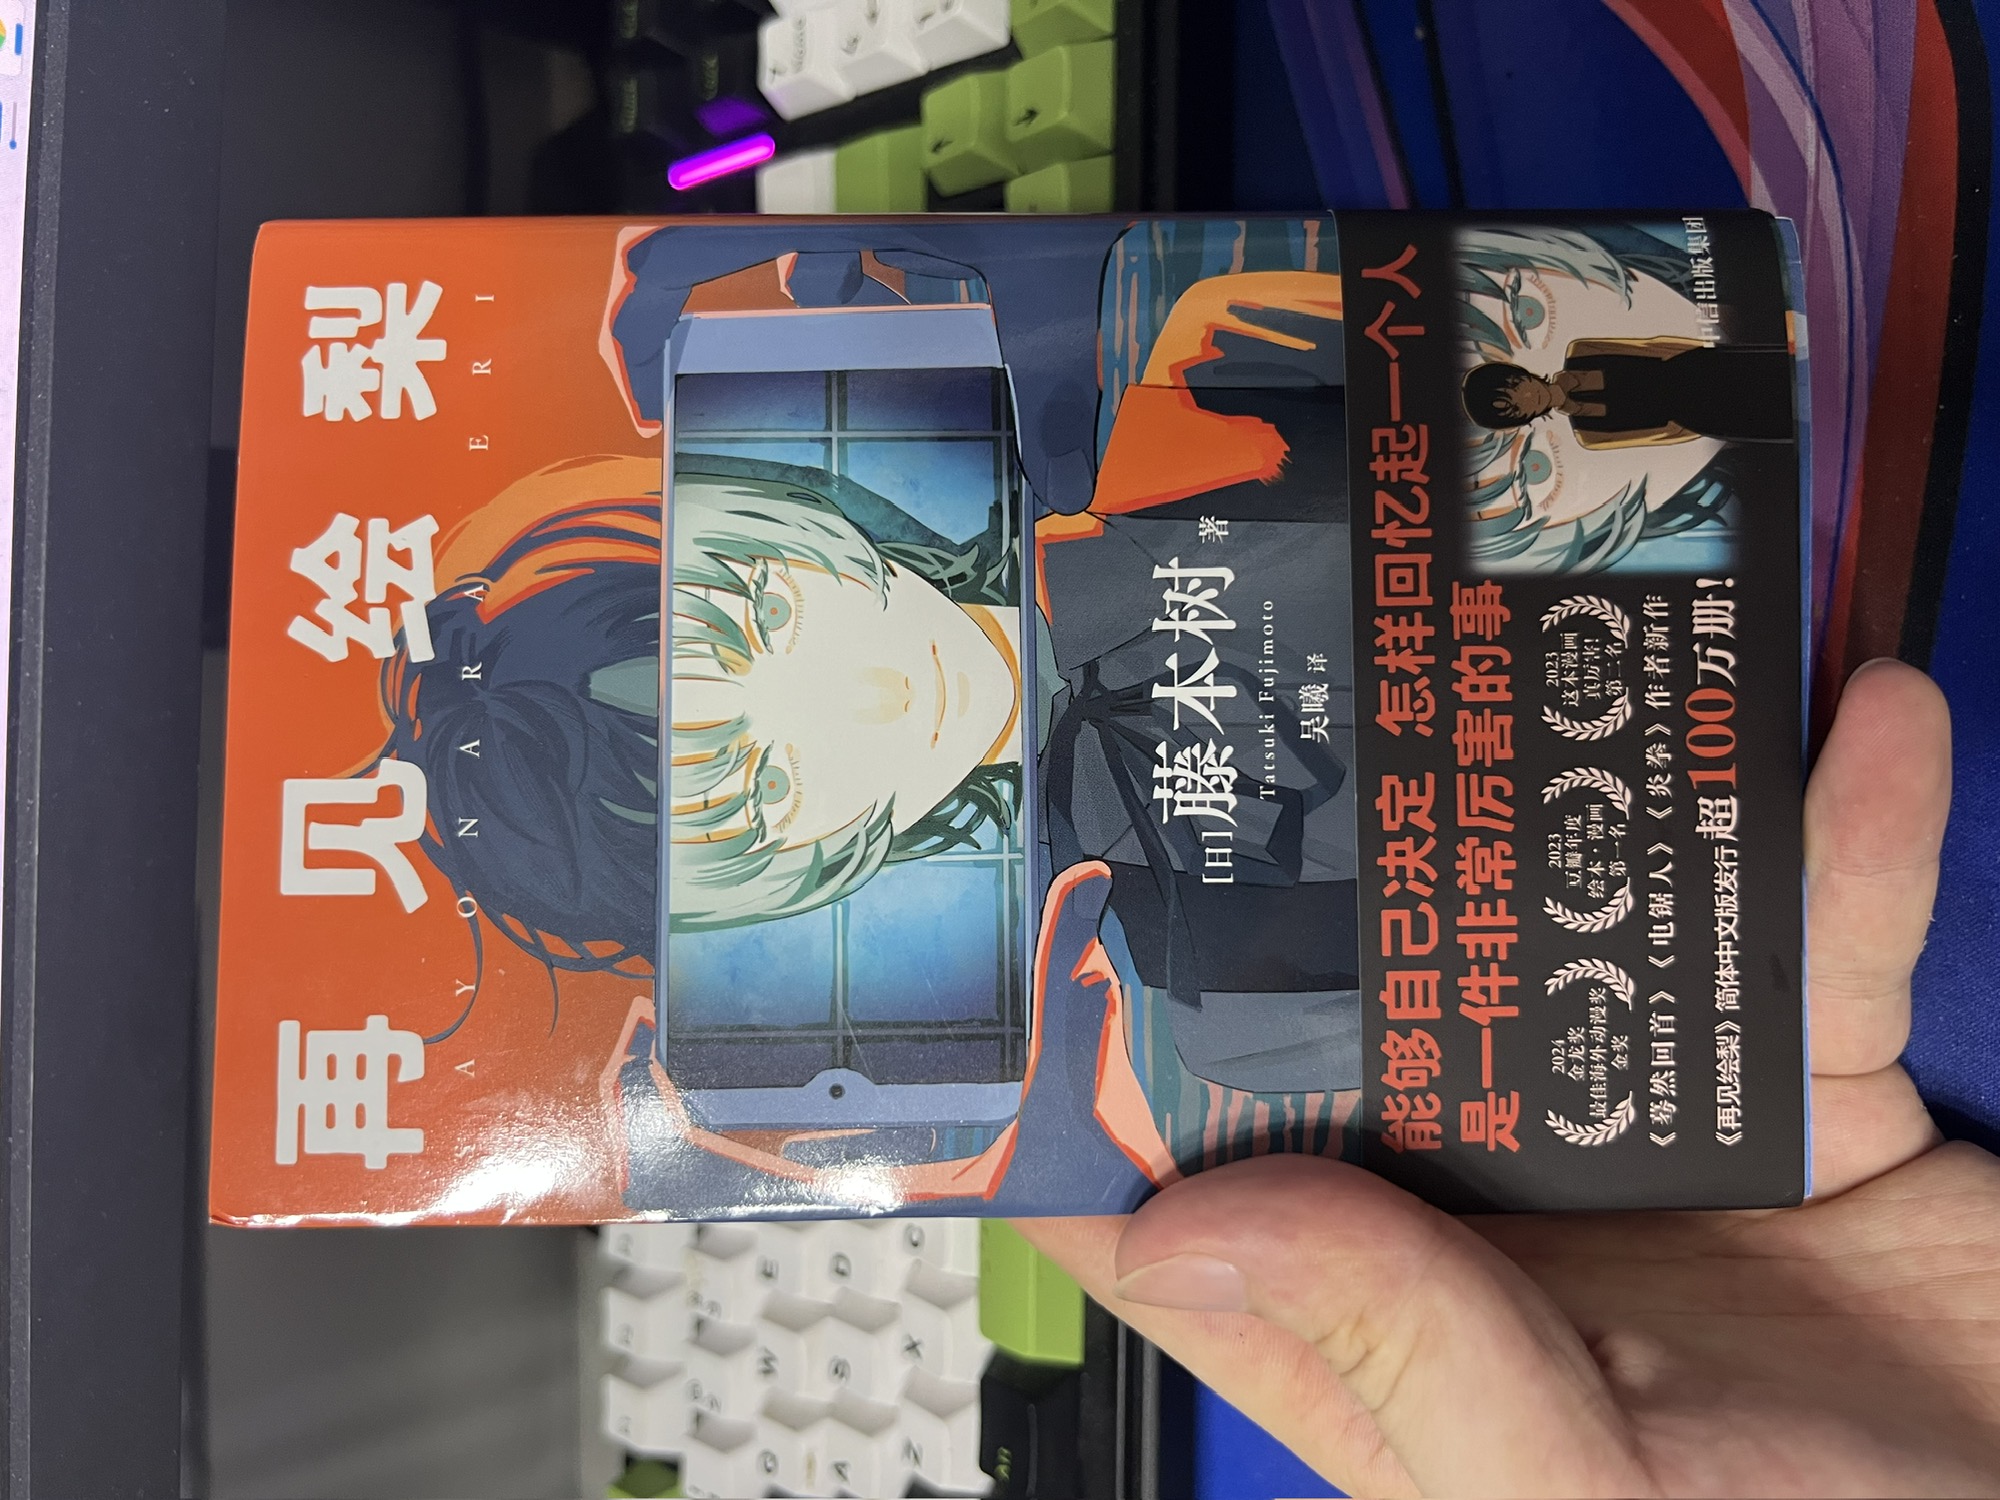 再见绘梨
SAYONARA ERI
[日]藤本树 著
Tatsuki Fujimoto
吴曦 译
能够自己决定 怎样回忆起一个人
是一件非常厉害的事
2024
金龙奖
最佳海外动漫奖
金奖
2023
豆瓣年度
绘本·漫画
第一名
2023
这本漫画
真厉害!
第二名
《蓦然回首》《电锯人》《炎拳》作者新作
《再见绘梨》简体中文版发行超100万册!
中信出版集团
Q
W
E
A
S
D
Z
X
C